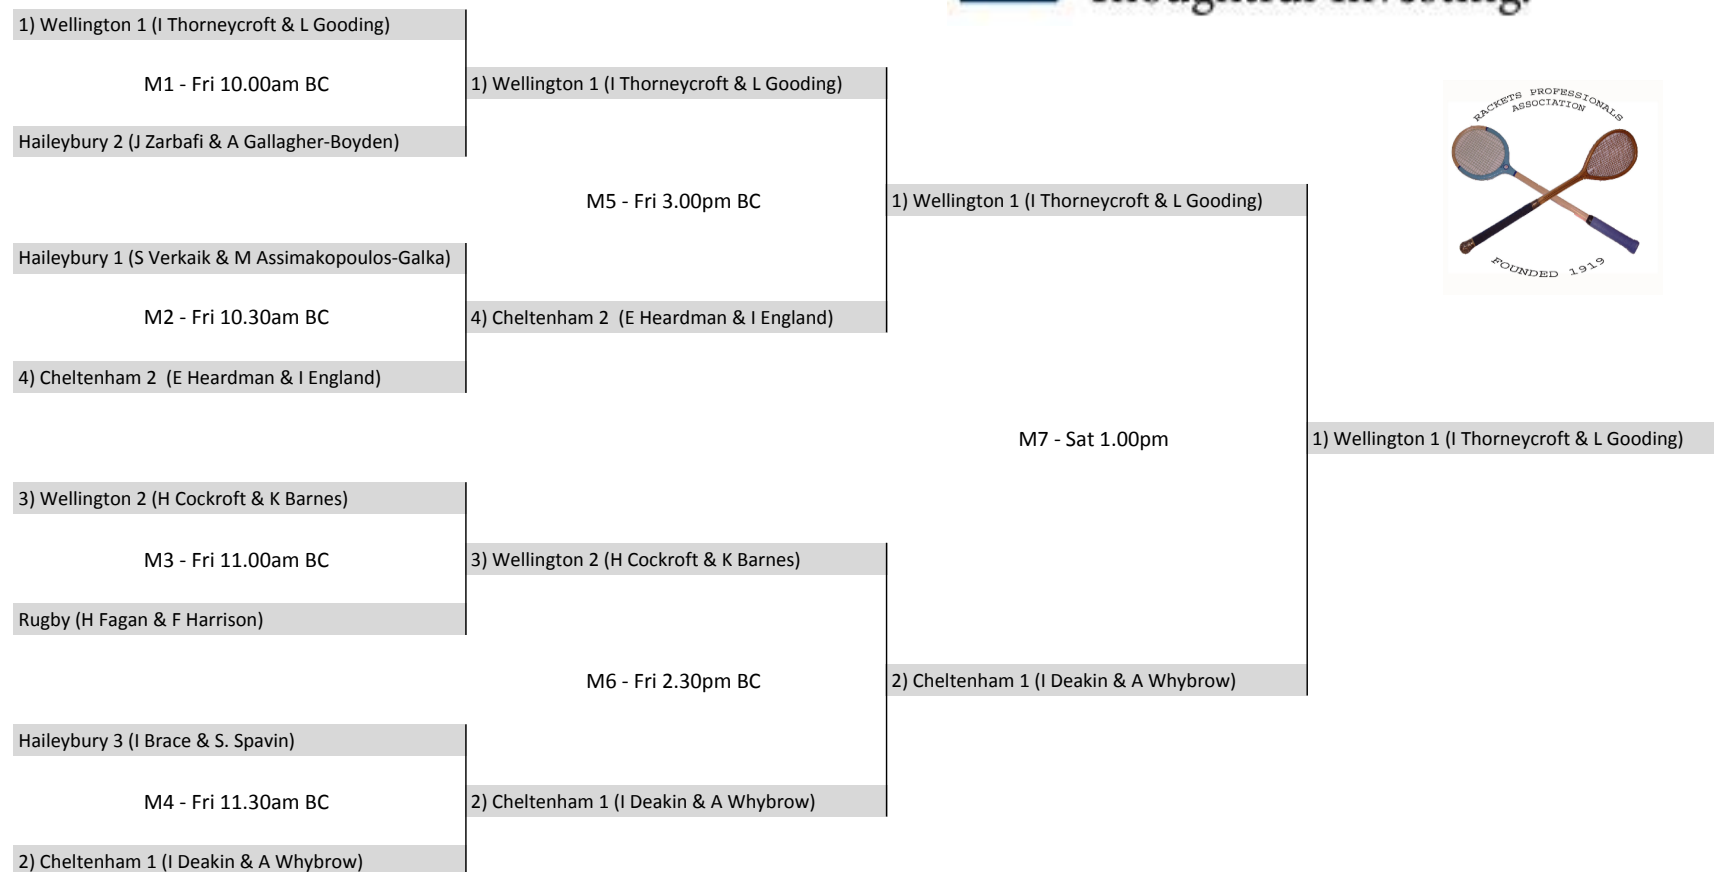 Thoughtful Investing.
1) Wellington 1 (I Thorneycroft & L Gooding)
M1 - Fri 10.00am BC
1) Wellington 1 (I Thorneycroft & L Gooding)
Haileybury 2 (J Zarbafi & A Gallagher-Boyden)
M5 - Fri 3.00pm BC
1) Wellington 1 (I Thorneycroft & L Gooding)
Haileybury 1 (S Verkaik & M Assimakopoulos-Galka)
M2 - Fri 10.30am BC
4) Cheltenham 2  (E Heardman & I England)
4) Cheltenham 2  (E Heardman & I England)
M7 - Sat 1.00pm
1) Wellington 1 (I Thorneycroft & L Gooding)
3) Wellington 2 (H Cockroft & K Barnes)
M3 - Fri 11.00am BC
3) Wellington 2 (H Cockroft & K Barnes)
Rugby (H Fagan & F Harrison)
M6 - Fri 2.30pm BC
2) Cheltenham 1 (I Deakin & A Whybrow)
Haileybury 3 (I Brace & S. Spavin)
M4 - Fri 11.30am BC
2) Cheltenham 1 (I Deakin & A Whybrow)
2) Cheltenham 1 (I Deakin & A Whybrow)
RACKETS PROFESSIONALS
ASSOCIATION
FOUNDED 1919